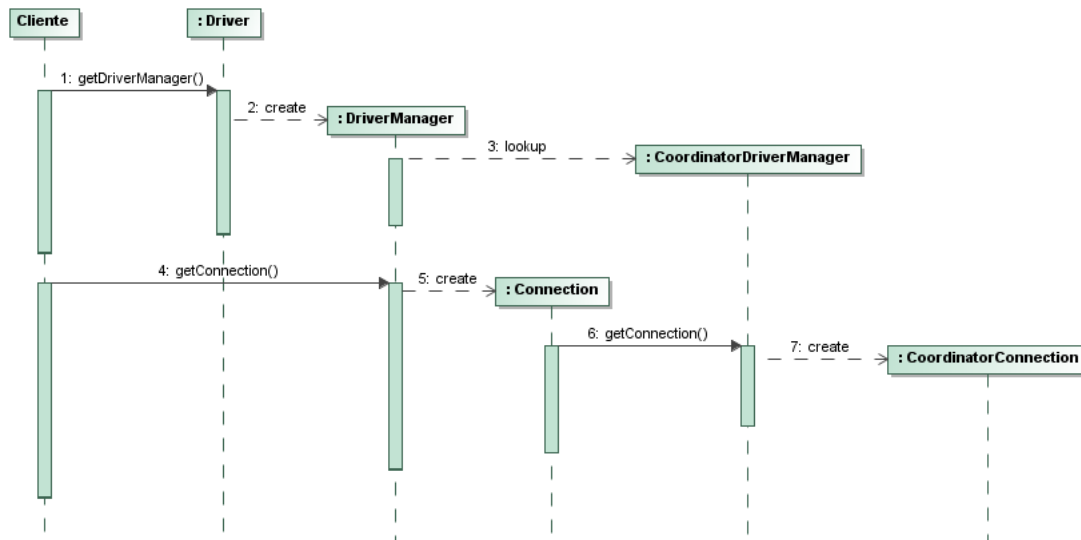 Cliente
: Driver
1: getDriverManager()
2: create
: DriverManager
3: lookup
: CoordinatorDriverManager
4: getConnection()
5: create
: Connection
6: getConnection()
7: create
: CoordinatorConnection